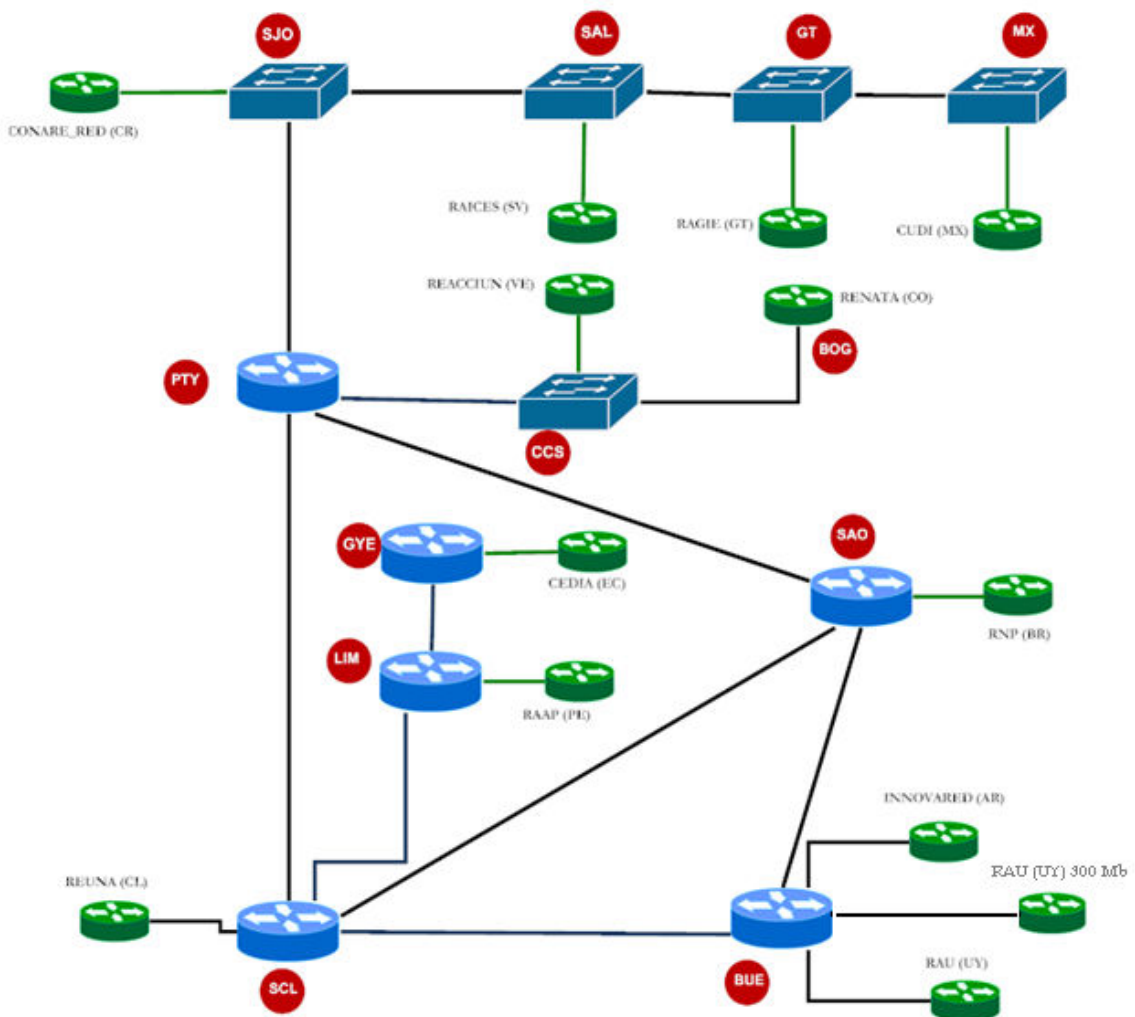 SJO
SAL
GT
MX
CONARE_RED (CR)
RAICES (SV)
RAGIE (GT)
CUDI (MX)
REACCIUN (VE)
RENATA (CO)
BOG
PTY
CCS
GYE
SAO
CEDIA (EC)
RNP (BR)
LIM
RAAP (PE)
INNOVARED (AR)
RAU (UY) 300 Mb
REUNA (CL)
RAU (UY)
SCL
BUE